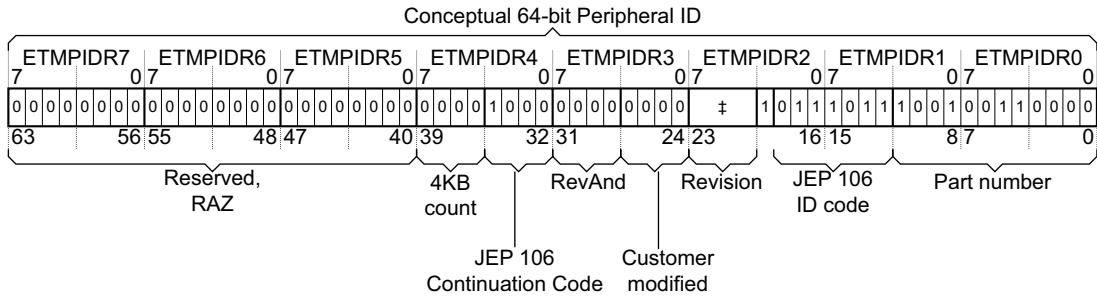 Conceptual 64-bit Peripheral ID
ETMPIDR7 ETMPIDR6 ETMPIDR5 ETMPIDR4 ETMPIDR3 ETMPIDR2 ETMPIDR1 ETMPIDR0
7 0 7 0 7 0 7 0 7 0 7 0 7 0 7 0
0 0 0 0 0 0 0 0 0 0 0 0 0 0 0 0 0 0 0 0 0 0 0 0 0 0 0 0 1 0 0 0 0 0 0 0 0 0 0 0 ‡ 1 0 1 1 1 0 1 1 1 0 0 1 0 0 1 1 0 0 0 0
63 56 55 48 47 40 39 32 31 24 23 16 15 8 7 0
Reserved,
RAZ
4KB
count
RevAnd
Revision
JEP 106
ID code
Part number
JEP 106
Continuation Code
Customer
modified